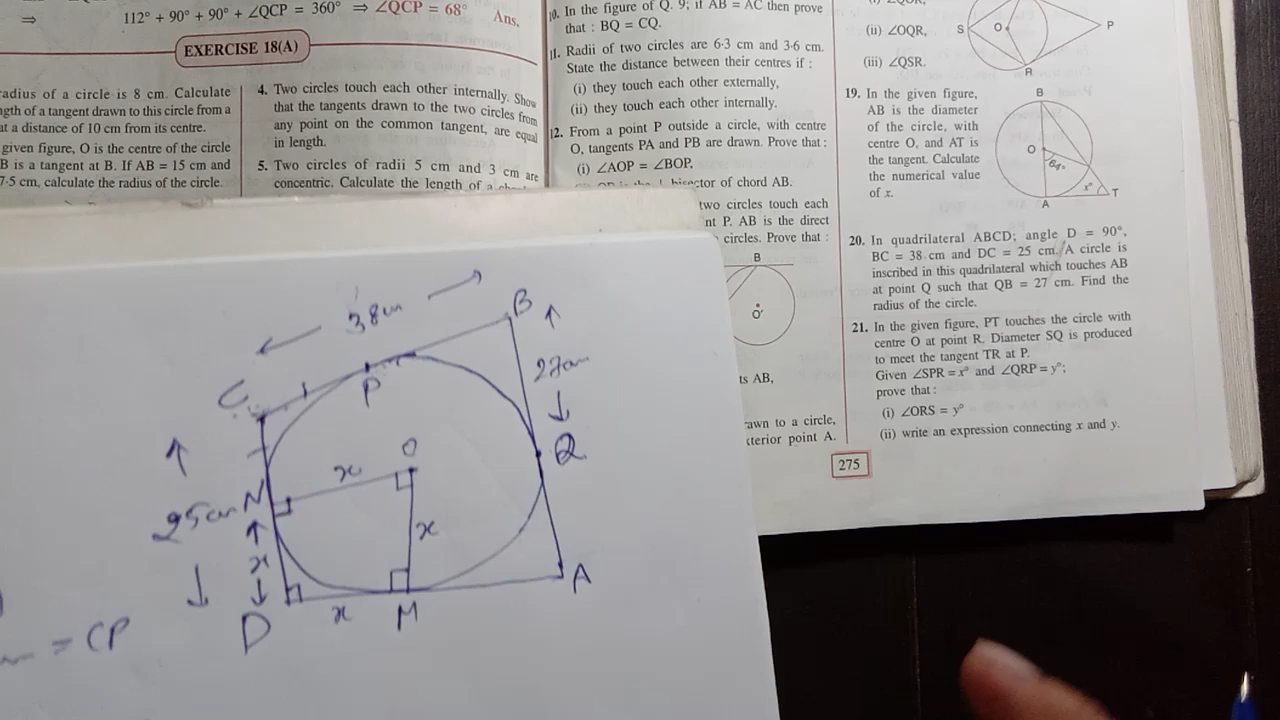 ⇒ 112° + 90° + 90° + ∠QCP = 360° ⇒ ∠QCP = 68° Ans.
EXERCISE 18(A)
radius of a circle is 8 cm. Calculate
of a tangent drawn to this circle from a
at a distance of 10 cm from its centre.
given figure, O is the centre of the circle
B is a tangent at B. If AB = 15 cm and
7·5 cm, calculate the radius of the circle.
4. Two circles touch each other internally. Show
that the tangents drawn to the two circles from
any point on the common tangent, are equal
in length.
5. Two circles of radii 5 cm and 3 cm are
concentric. Calculate the length of a
10. In the figure of Q. 9; if AB = AC then prove
that : BQ = CQ.
11. Radii of two circles are 6·3 cm and 3·6 cm.
State the distance between their centres if :
(i) they touch each other externally,
(ii) they touch each other internally.
12. From a point P outside a circle, with centre
O, tangents PA and PB are drawn. Prove that :
(i) ∠AOP = ∠BOP,
bisector of chord AB.
two circles touch each
P. AB is the direct
circles. Prove that :
B
O'
AB,
to a circle,
point A.
(ii) ∠OQR,
(iii) ∠QSR.
S
O
P
R
19. In the given figure,
AB is the diameter
of the circle, with
centre O, and AT is
the tangent. Calculate
the numerical value
of x.
B
O
64°
x°
A
T
20. In quadrilateral ABCD; angle D = 90°,
BC = 38 cm and DC = 25 cm. A circle is
inscribed in this quadrilateral which touches AB
at point Q such that QB = 27 cm. Find the
radius of the circle.
21. In the given figure, PT touches the circle with
centre O at point R. Diameter SQ is produced
to meet the tangent TR at P.
Given ∠SPR = x° and ∠QRP = y°;
prove that :
(i) ∠ORS = y°
(ii) write an expression connecting x and y.
275
38cm
B
C
P
27cm
O
x
Q
25cm
N
x
x
A
D
x
M
= CP